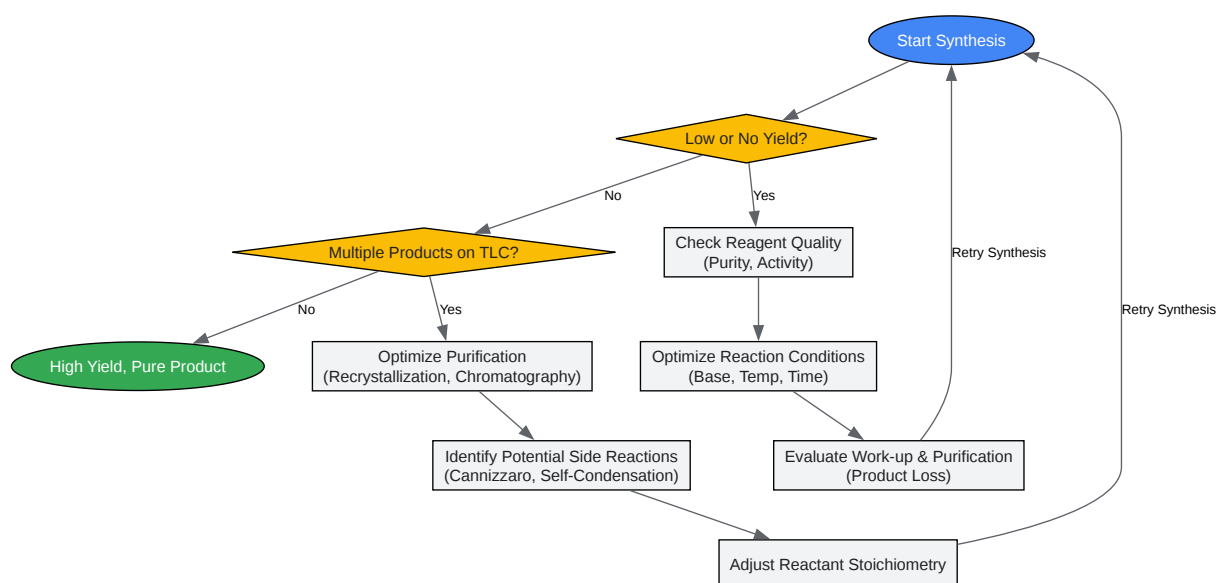 Start Synthesis
Low or No Yield?
No
Yes
Multiple Products on TLC?
Check Reagent Quality
(Purity, Activity)
Retry Synthesis
No
Yes
Retry Synthesis
High Yield, Pure Product
Optimize Purification
(Recrystallization, Chromatography)
Optimize Reaction Conditions
(Base, Temp, Time)
Identify Potential Side Reactions
(Cannizzaro, Self-Condensation)
Evaluate Work-up & Purification
(Product Loss)
Adjust Reactant Stoichiometry